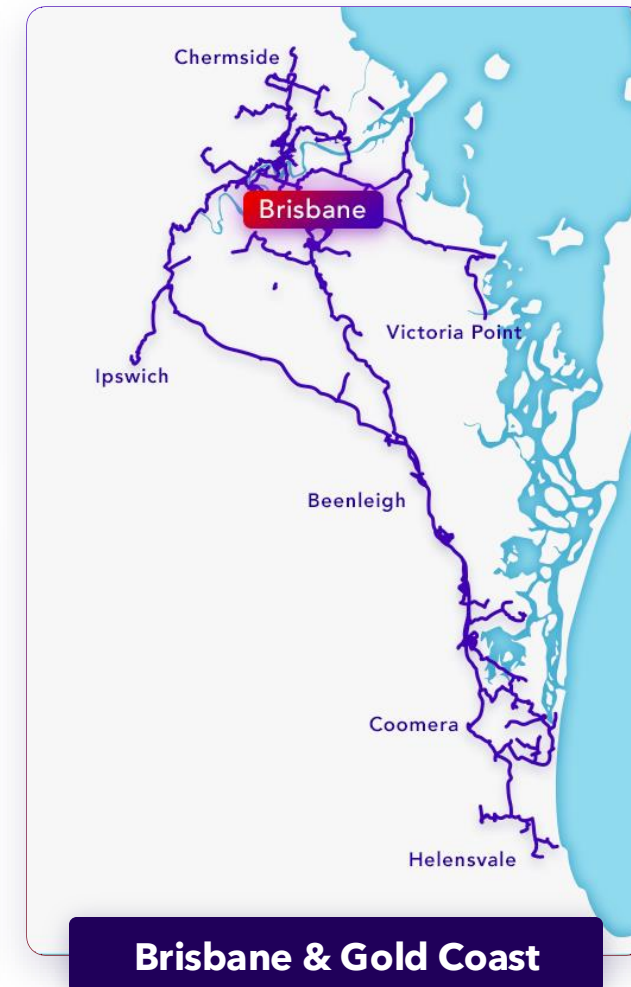 Chermside
Brisbane
Victoria Point
Ipswich
Beenleigh
Coomera
Helensvale
Brisbane & Gold Coast